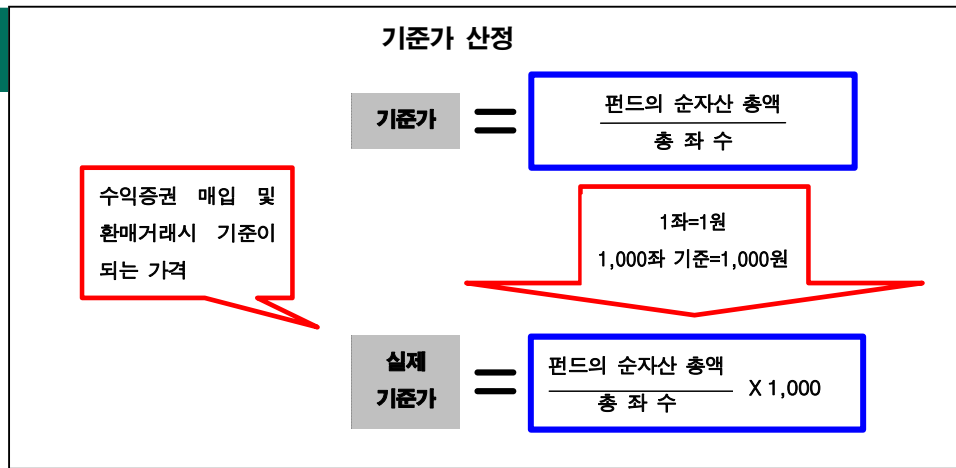 기준가 산정
기준가 = 펀드의 순자산 총액
총 좌 수
수익증권 매입 및
환매거래시 기준이
되는 가격
1좌=1원
1,000좌 기준=1,000원
실제
기준가
=
펀드의 순자산 총액
총 좌 수
X 1,000